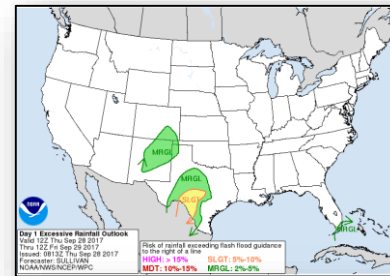 MRGL
MRGL
SLGT
MRGL
NOAA
Day 1 Excessive Rainfall Outlook
Valid 12Z Thu Sep 28 2017
Thru 12Z Fri Sep 29 2017
Issued: 0813Z Thu Sep 28 2017
Forecaster: SULLIVAN
NOAA/NWS/NCEP/WPC
Risk of rainfall exceeding flash flood guidance
to the right of a line
HIGH: > 15% SLGT: 5%-10%
MDT: 10%-15% MRGL: 2%-5%